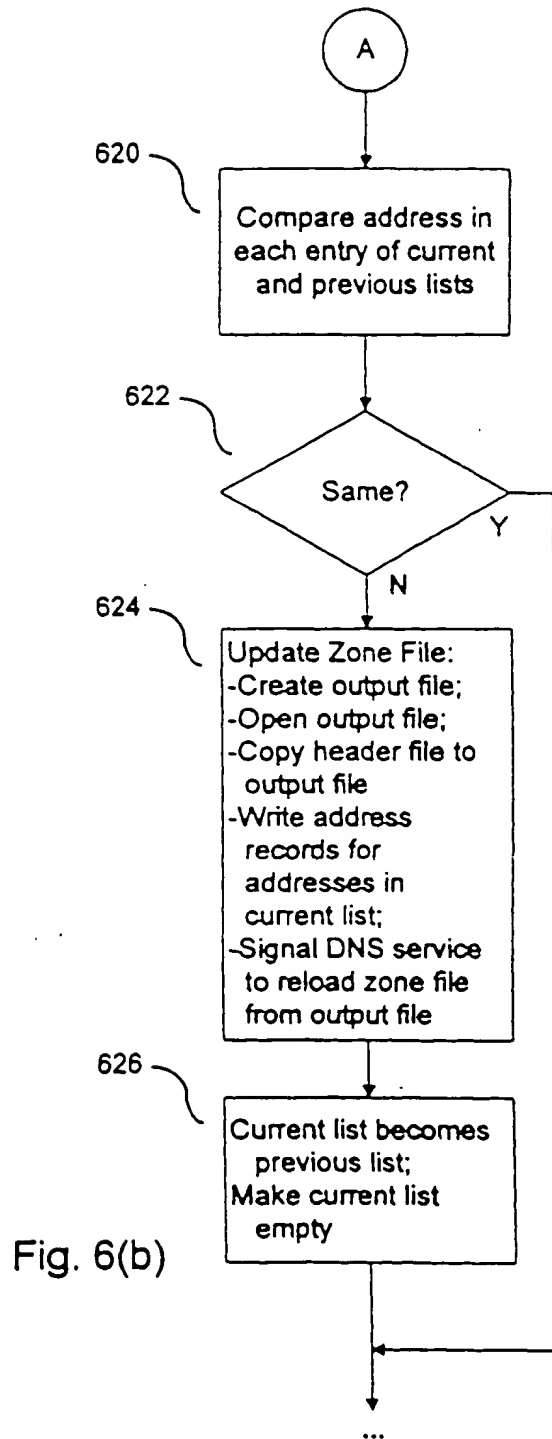 A
620
Compare address in
each entry of current
and previous lists
622
Same?
Y
N
624
Update Zone File:
-Create output file;
-Open output file;
-Copy header file to
output file
-Write address
records for
addresses in
current list;
-Signal DNS service
to reload zone file
from output file
626
Current list becomes
previous list;
Make current list
empty
Fig. 6(b)
...